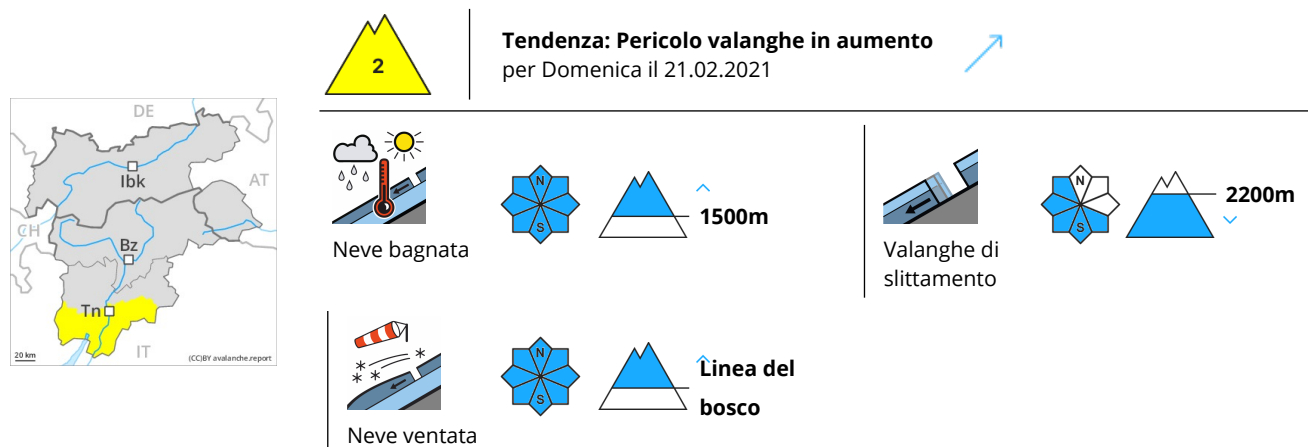 2
Tendenza: Pericolo valanghe in aumento
per Domenica il 21.02.2021
DE
Ibk
AT
CH
Bz
Tn
IT
20 km
(CC)BY avalanche.report
N
S
1500m
Neve bagnata
N
S
2200m
Valanghe di
slittamento
N
S
Linea del
bosco
Neve ventata